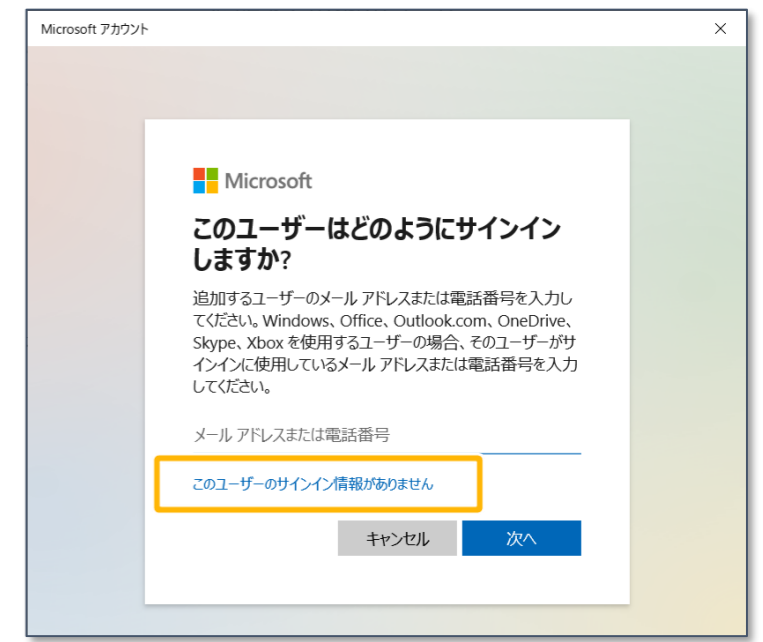 Microsoft アカウント
Microsoft
このユーザーはどのようにサインイン
しますか?
追加するユーザーのメール アドレスまたは電話番号を入力し
てください。Windows、Office、Outlook.com、OneDrive、
Skype、Xbox を使用するユーザーの場合、そのユーザーがサ
インインに使用しているメール アドレスまたは電話番号を入力
してください。
メール アドレスまたは電話番号
このユーザーのサインイン情報がありません
キャンセル
次へ